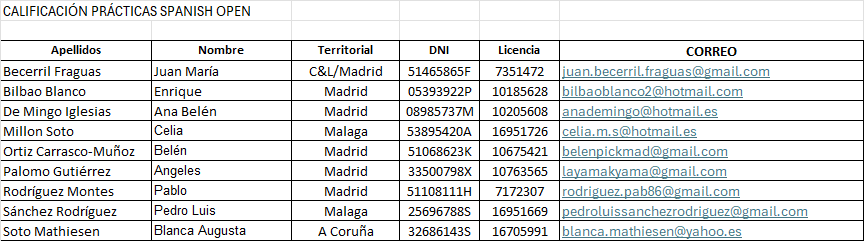 CALIFICACIÓN PRÁCTICAS SPANISH OPEN
Apellidos Nombre Territorial DNI Licencia CORREO
Becerril Fraguas Juan María C&L/Madrid 51465865F 7351472 juan.becerril.fraguas@gmail.com
Bilbao Blanco Enrique Madrid 05393922P 10185628 bilbaoblanco2@hotmail.com
De Mingo Iglesias Ana Belén Madrid 08985737M 10205608 anademingo@hotmail.es
Millon Soto Celia Malaga 53895420A 16951726 celia.m.s@hotmail.es
Ortiz Carrasco-Muñoz Belén Madrid 51068623K 10675421 belenpickmad@gmail.com
Palomo Gutiérrez Angeles Madrid 33500798X 10763565 layamakyama@gmail.com
Rodríguez Montes Pablo Madrid 51108111H 7172307 rodriguez.pab86@gmail.com
Sánchez Rodríguez Pedro Luis Malaga 25696788S 16951669 pedroluissanchezrodriguez@gmail.com
Soto Mathiesen Blanca Augusta A Coruña 32686143S 16705991 blanca.mathiesen@yahoo.es